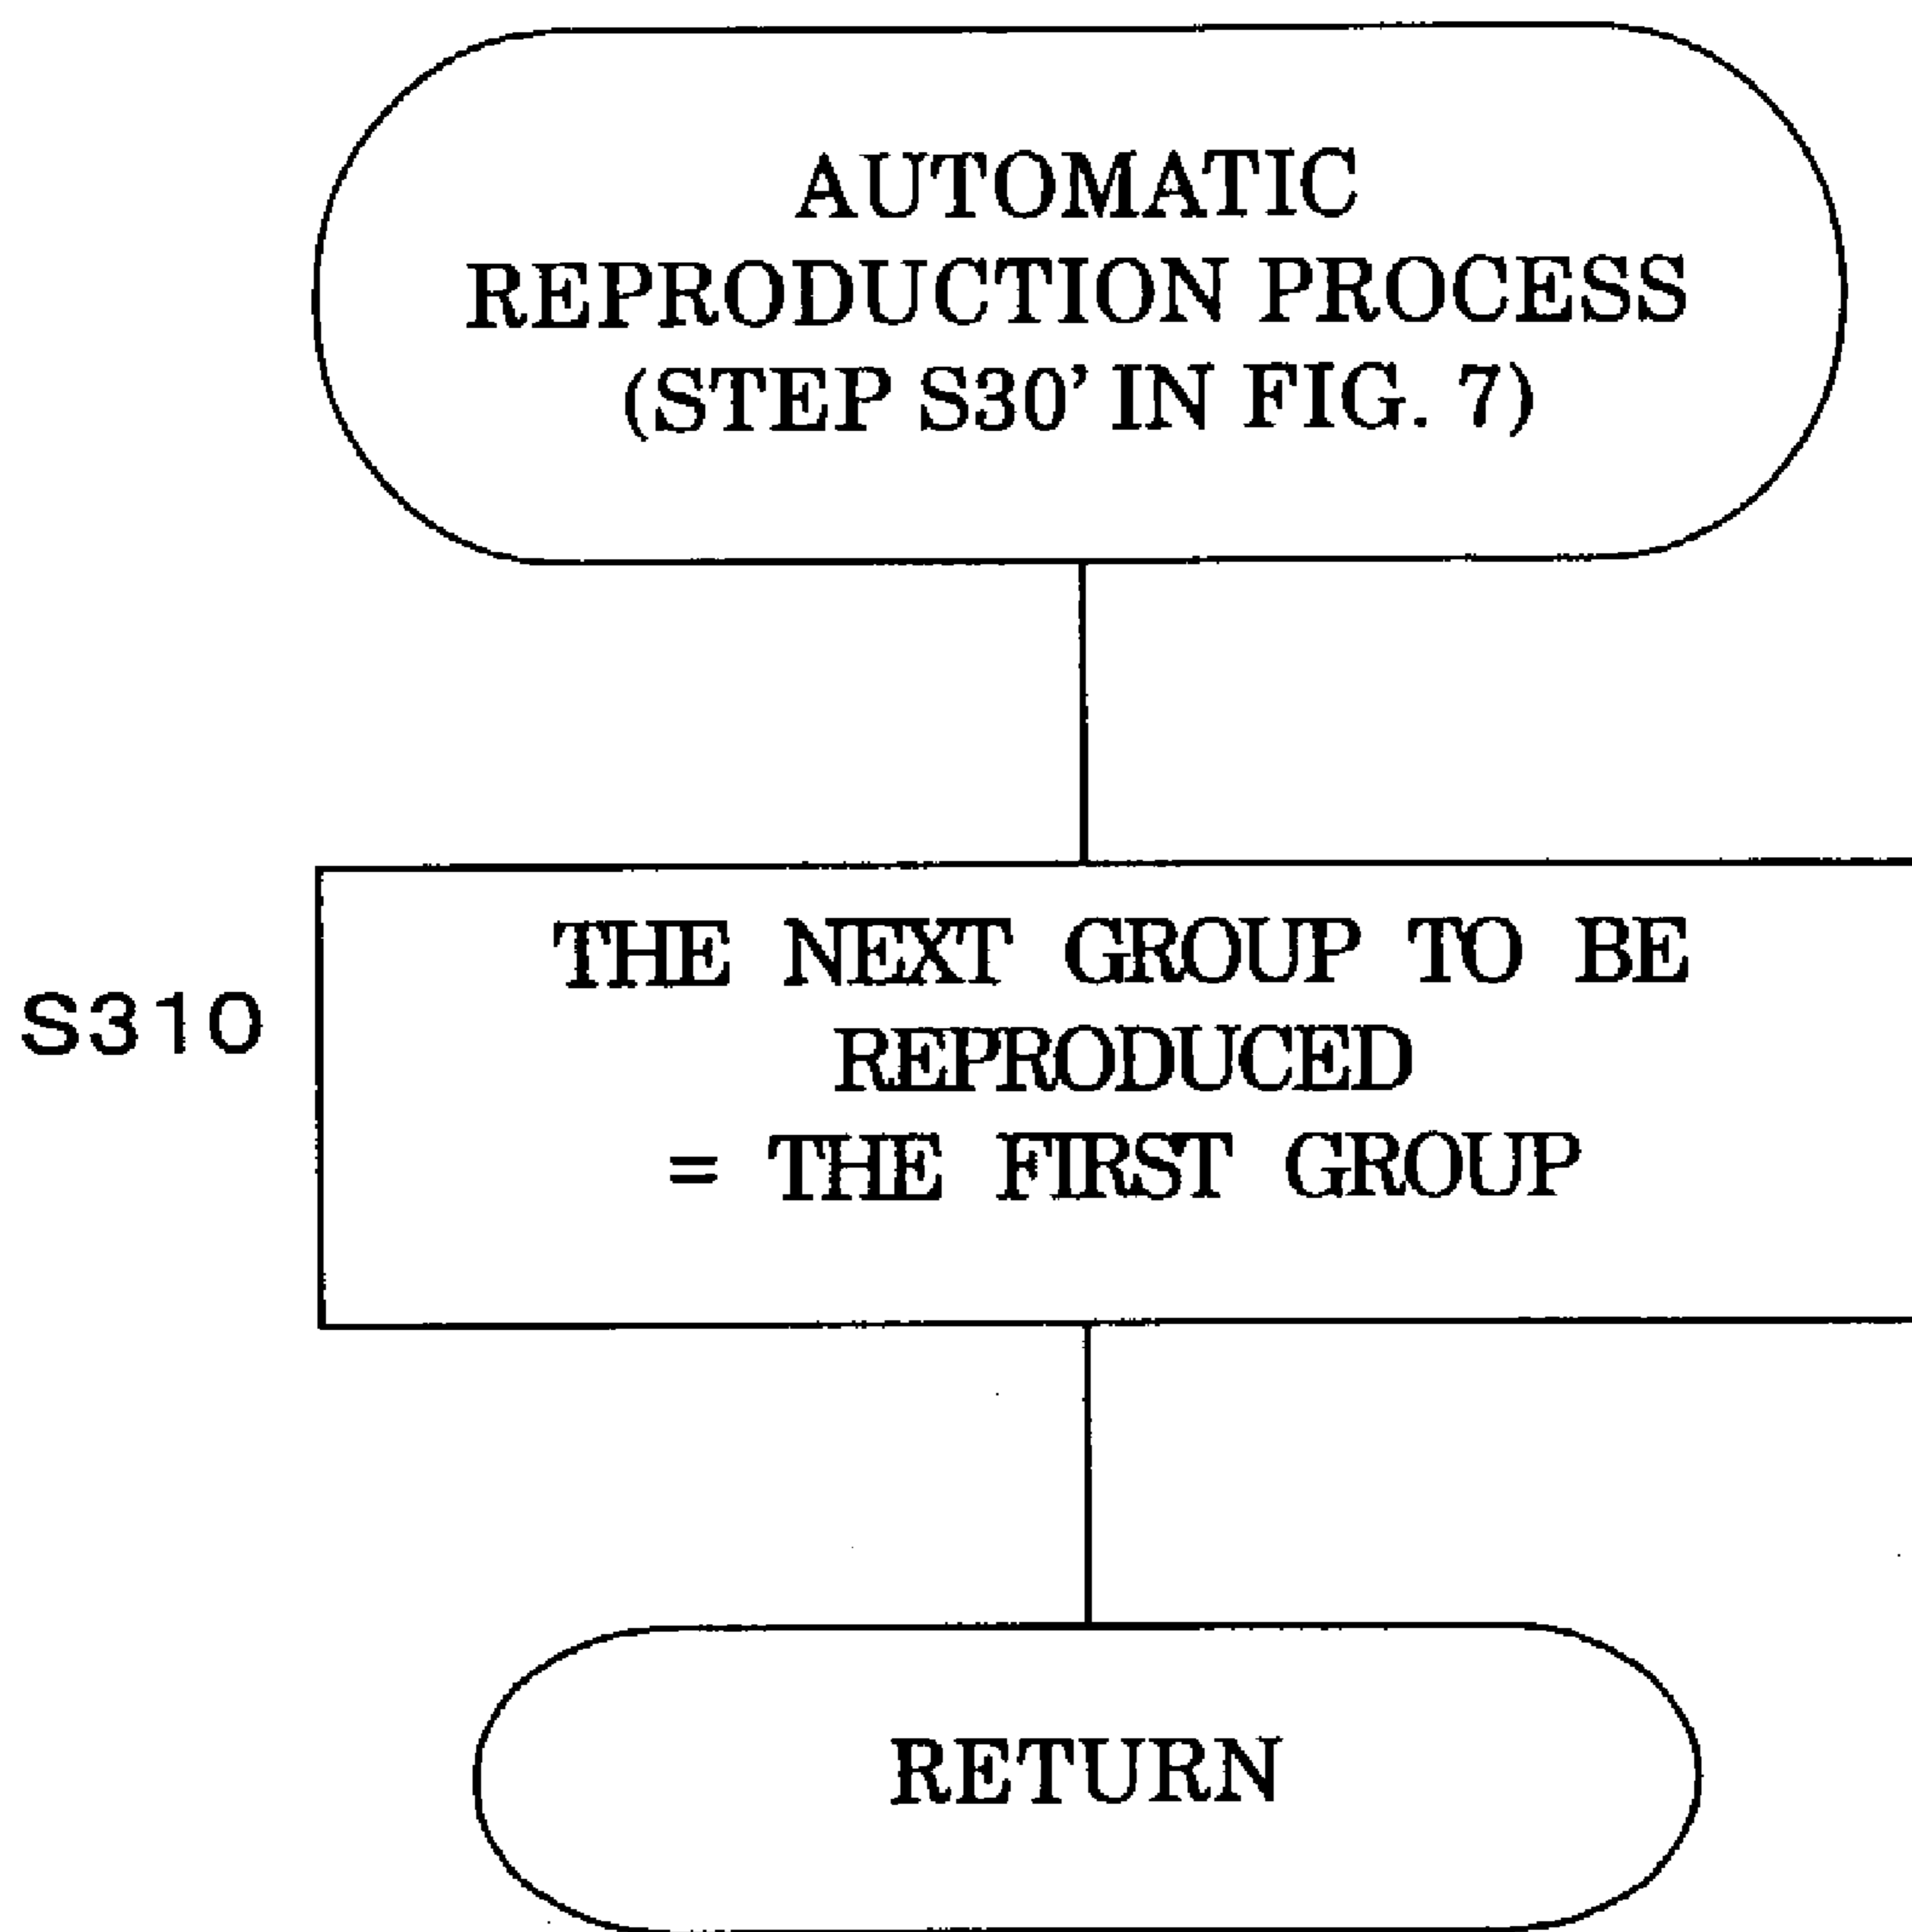 AUTOMATIC
REPRODUCTION PROCESS
(STEP S30' IN FIG. 7)
S310
THE NEXT GROUP TO BE
REPRODUCED
= THE FIRST GROUP
RETURN